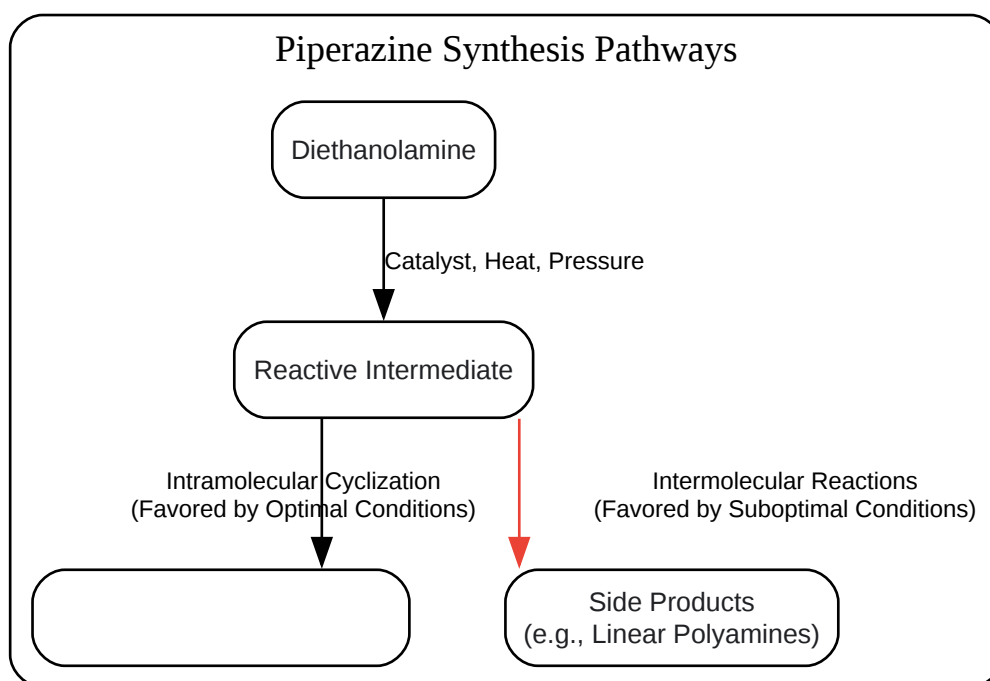 Piperazine Synthesis Pathways
Diethanolamine
Catalyst, Heat, Pressure
Reactive Intermediate
Intramolecular Cyclization
(Favored by Optimal Conditions)
Intermolecular Reactions
(Favored by Suboptimal Conditions)
Side Products
(e.g., Linear Polyamines)